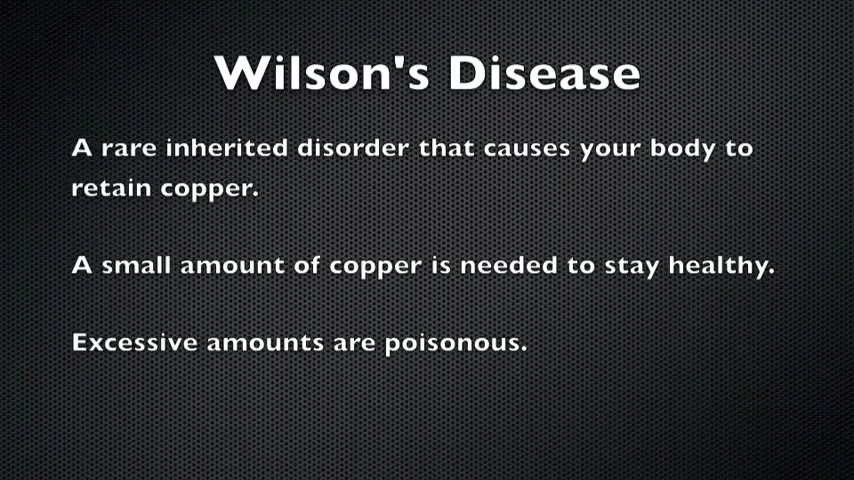 Wilson's Disease
A rare inherited disorder that causes your body to
retain copper.
A small amount of copper is needed to stay healthy.
Excessive amounts are poisonous.